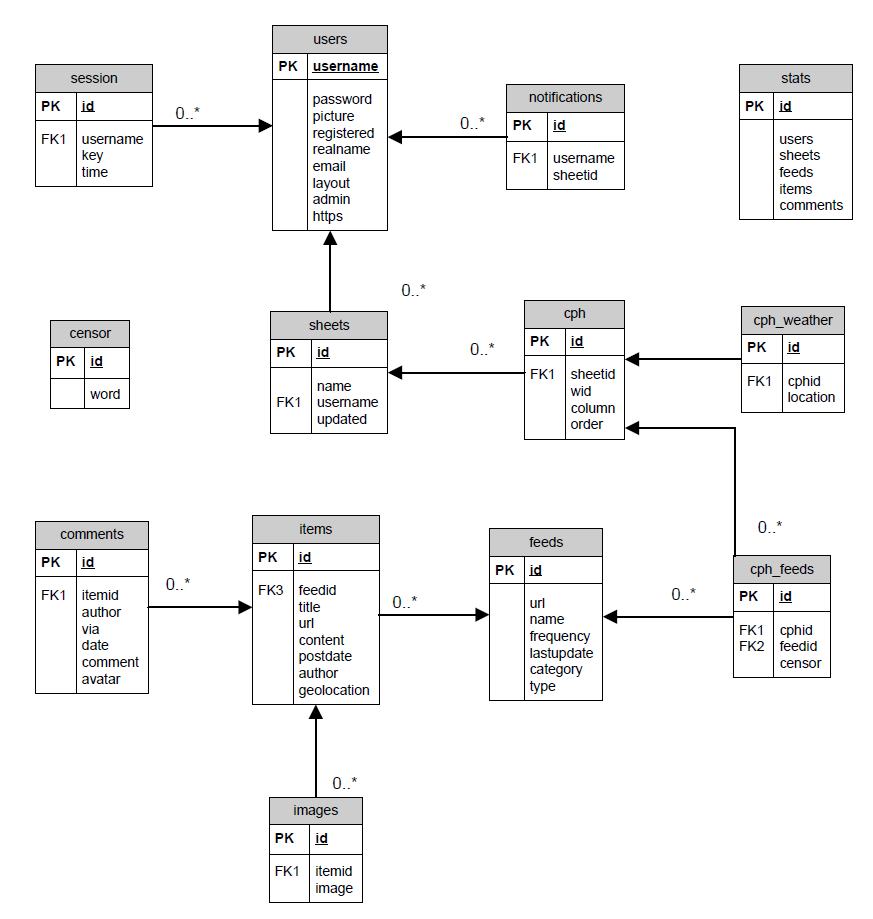 users
PK username
password
picture
registered
realname
email
layout
admin
https
session
PK id
FK1 username
key
time
0..*
notifications
PK id
FK1 username
sheetid
0..*
stats
PK id
users
sheets
feeds
items
comments
censor
PK id
word
sheets
PK id
name
FK1 username
updated
0..*
cph
PK id
FK1 sheetid
wid
column
order
0..*
cph_weather
PK id
FK1 cphid
location
comments
PK id
FK1 itemid
author
via
date
comment
avatar
0..*
items
PK id
FK3 feedid
title
url
content
postdate
author
geolocation
0..*
feeds
PK id
url
name
frequency
lastupdate
category
type
0..*
0..*
cph_feeds
PK id
FK1 cphid
FK2 feedid
censor
0..*
images
PK id
FK1 itemid
image